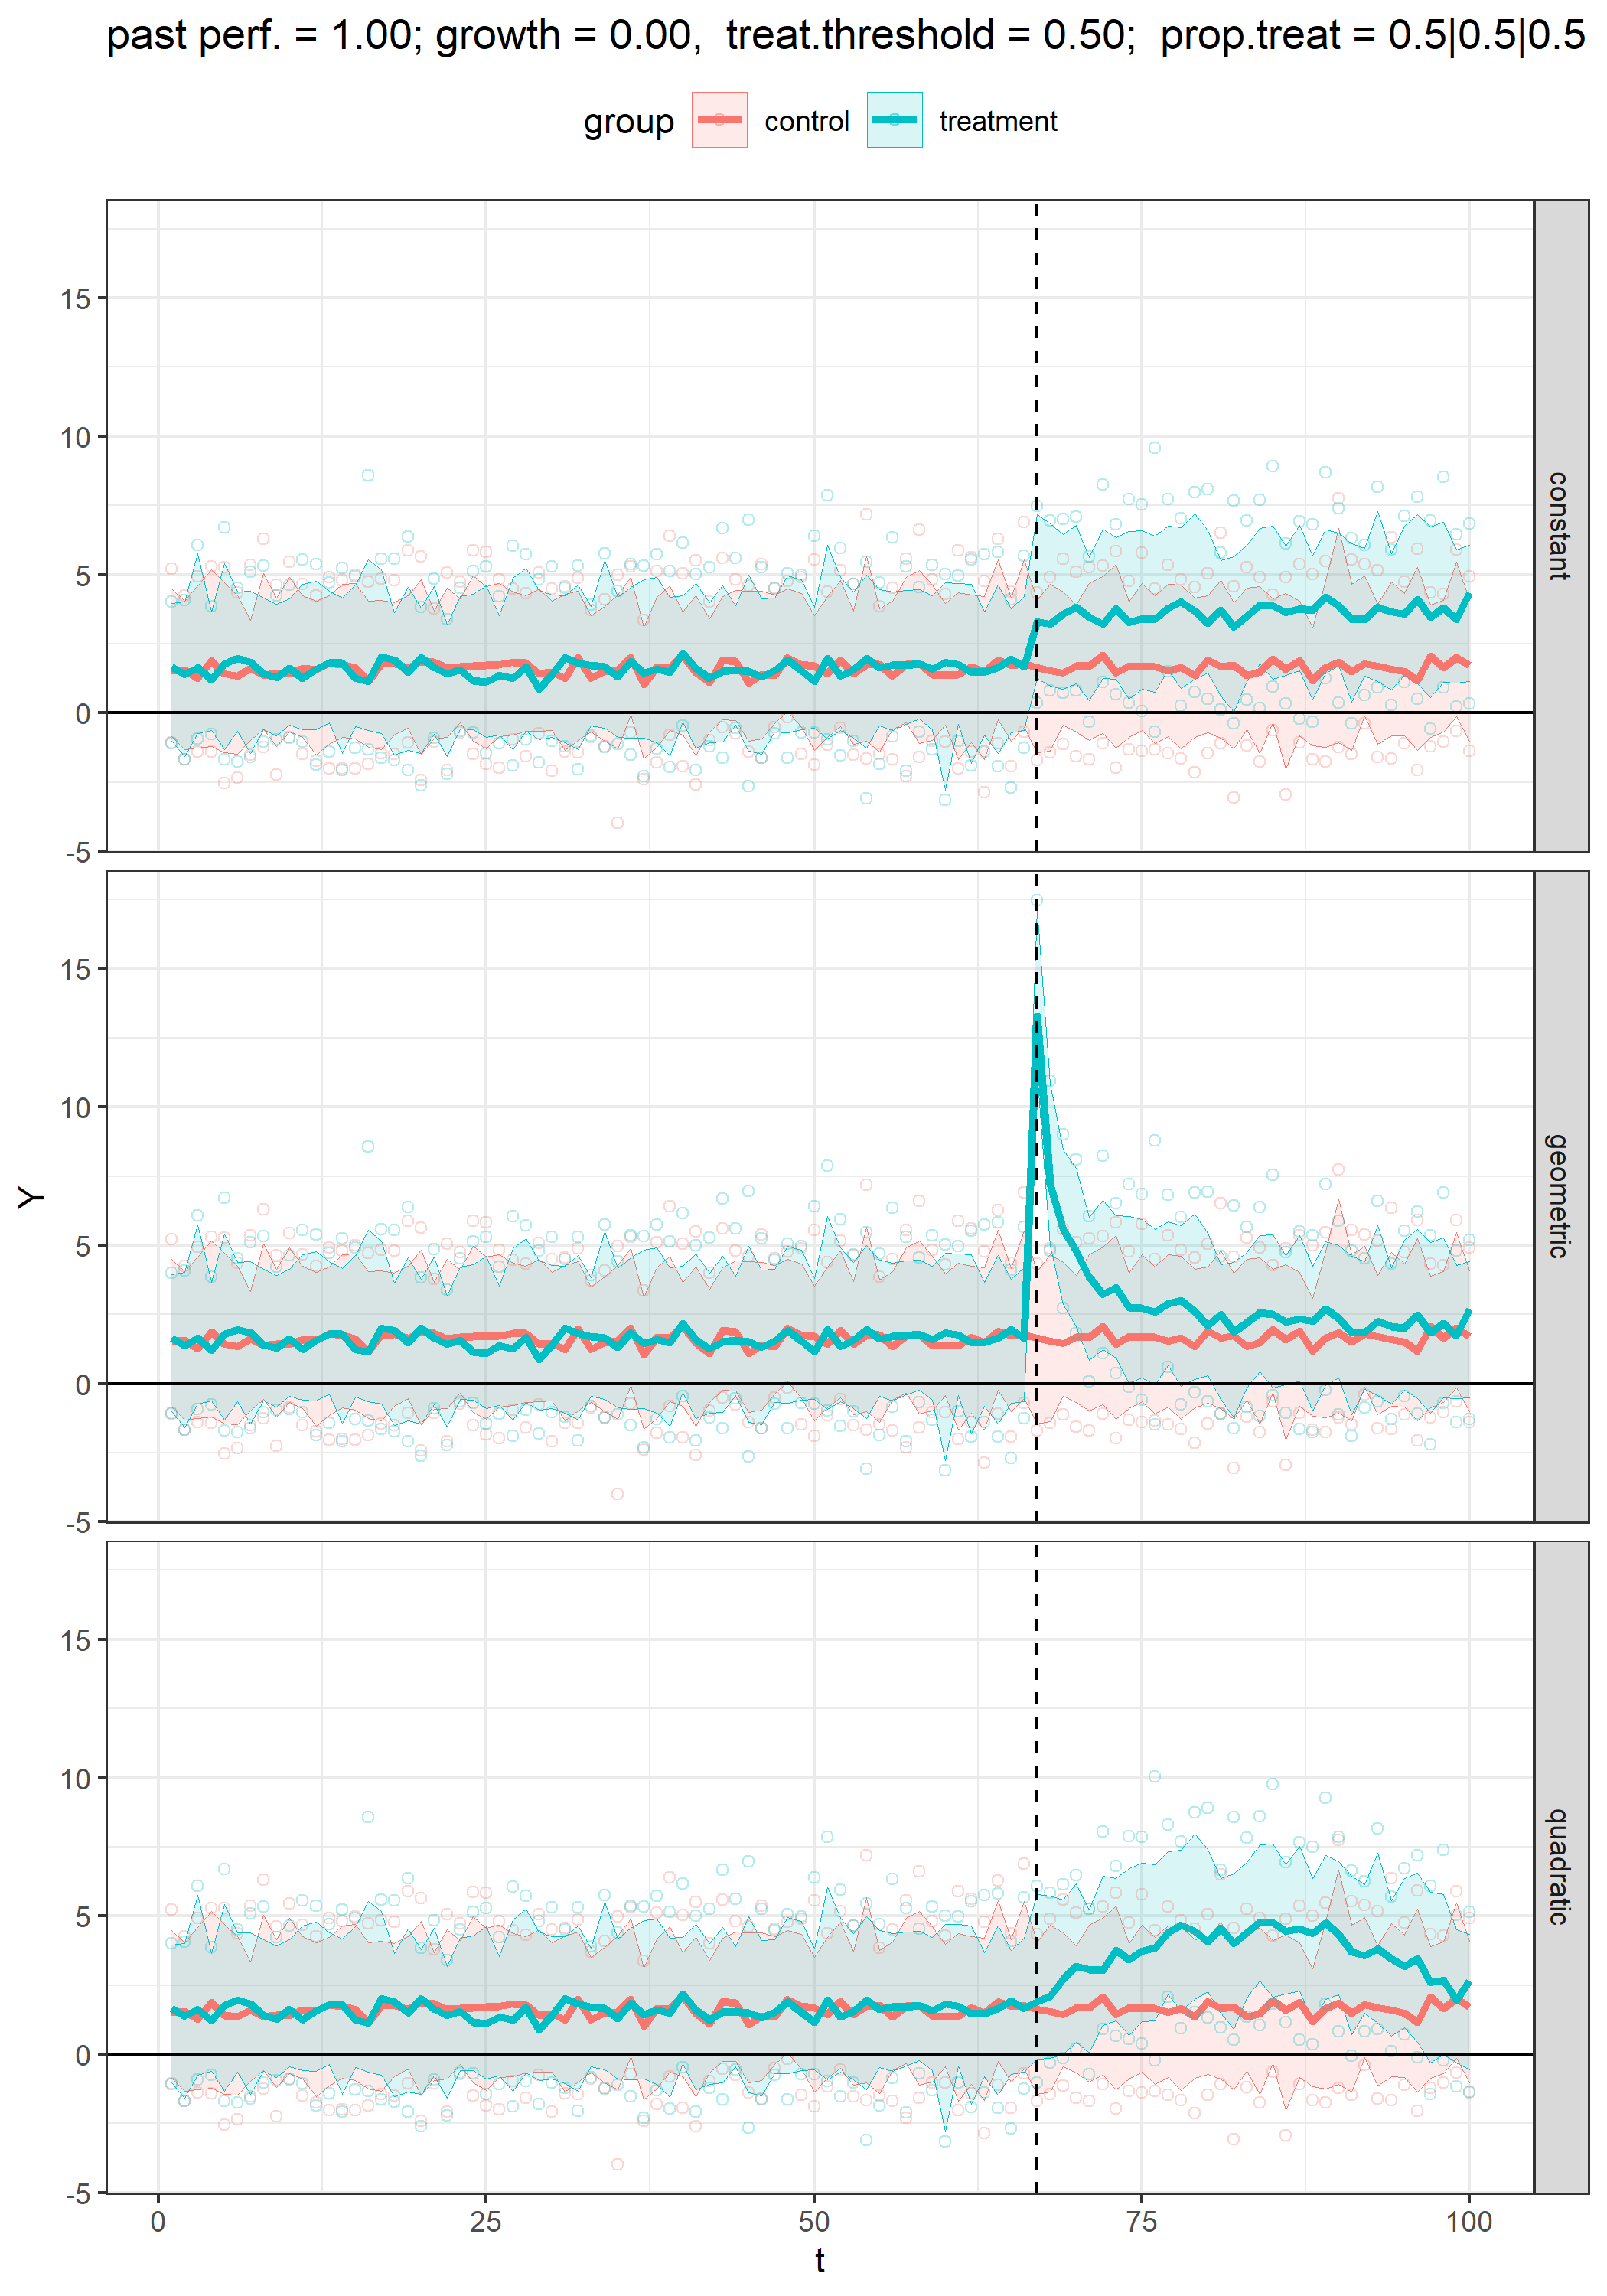 past perf. = 1.00; growth = 0.00,  treat.threshold = 0.50;  prop.treat = 0.5|0.5|0.5
group control treatment
15
10
5
0
-5
constant
15
10
5
0
-5
geometric
Y
15
10
5
0
-5
quadratic
0 25 50 75 100
t